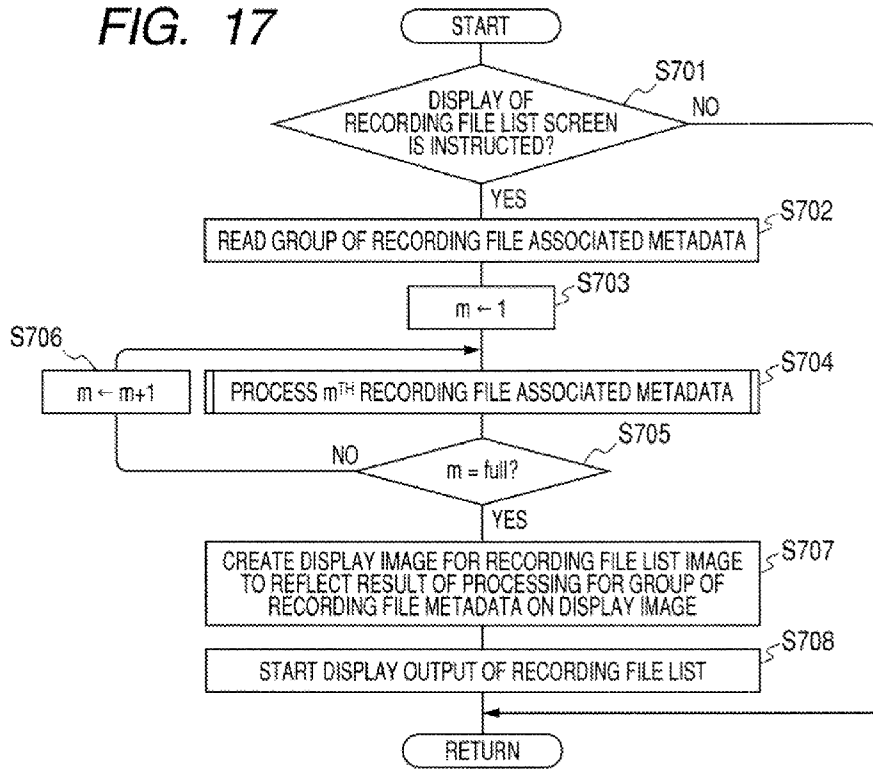 FIG. 17
START
S701
DISPLAY OF
RECORDING FILE LIST SCREEN
IS INSTRUCTED?
NO
YES
S702
READ GROUP OF RECORDING FILE ASSOCIATED METADATA
S703
m ← 1
S706
m ← m+1
S704
PROCESS mTH RECORDING FILE ASSOCIATED METADATA
S705
NO
m = full?
YES
S707
CREATE DISPLAY IMAGE FOR RECORDING FILE LIST IMAGE
TO REFLECT RESULT OF PROCESSING FOR GROUP OF
RECORDING FILE METADATA ON DISPLAY IMAGE
S708
START DISPLAY OUTPUT OF RECORDING FILE LIST
RETURN